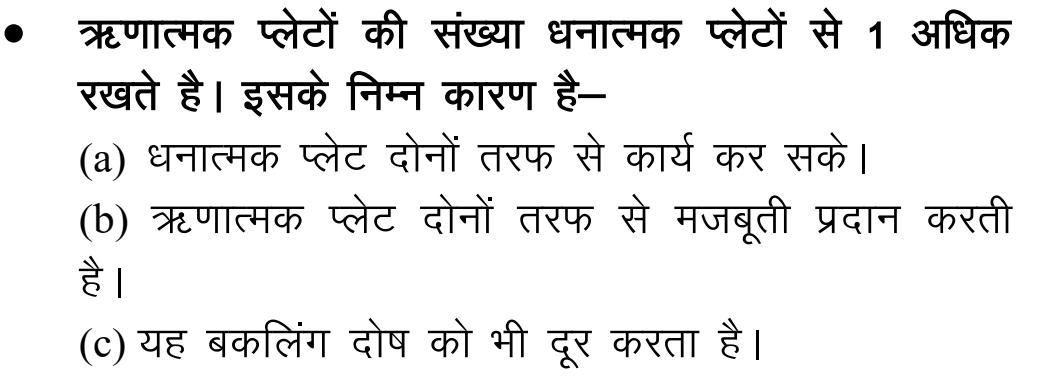 • ऋणात्मक प्लेटों की संख्या धनात्मक प्लेटों से 1 अधिक
रखते है। इसके निम्न कारण है–
(a) धनात्मक प्लेट दोनों तरफ से कार्य कर सके।
(b) ऋणात्मक प्लेट दोनों तरफ से मजबूती प्रदान करती
है।
(c) यह बकलिंग दोष को भी दूर करता है।